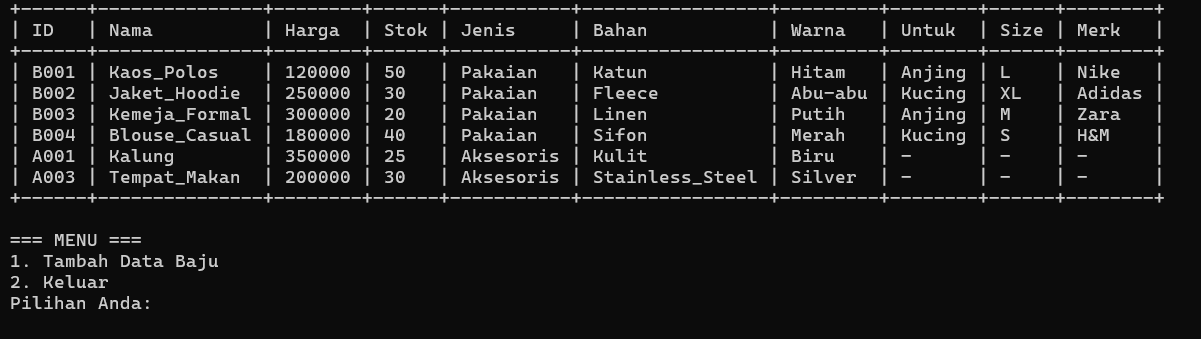 +------+---------------+--------+------+-----------+-----------------+----------+--------+------+--------+
| ID   | Nama          | Harga  | Stok | Jenis     | Bahan           | Warna    | Untuk  | Size | Merk   |
+------+---------------+--------+------+-----------+-----------------+----------+--------+------+--------+
| B001 | Kaos_Polos    | 120000 | 50   | Pakaian   | Katun           | Hitam    | Anjing | L    | Nike   |
| B002 | Jaket_Hoodie  | 250000 | 30   | Pakaian   | Fleece          | Abu-abu  | Kucing | XL   | Adidas |
| B003 | Kemeja_Formal | 300000 | 20   | Pakaian   | Linen           | Putih    | Anjing | M    | Zara   |
| B004 | Blouse_Casual | 180000 | 40   | Pakaian   | Sifon           | Merah    | Kucing | S    | H&M    |
| A001 | Kalung        | 350000 | 25   | Aksesoris | Kulit           | Biru     | -      | -    | -      |
| A003 | Tempat_Makan  | 200000 | 30   | Aksesoris | Stainless_Steel | Silver   | -      | -    | -      |
+------+---------------+--------+------+-----------+-----------------+----------+--------+------+--------+
=== MENU ===
1. Tambah Data Baju
2. Keluar
Pilihan Anda: